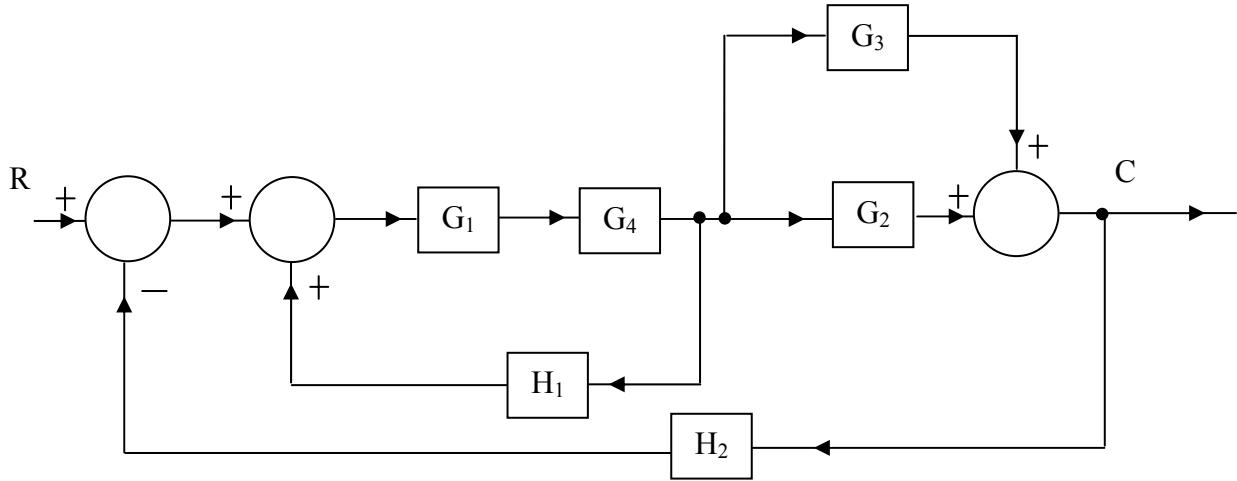 G₃
+
R
C
+
+
+
G₁
G₄
G₂
−
+
H₁
H₂